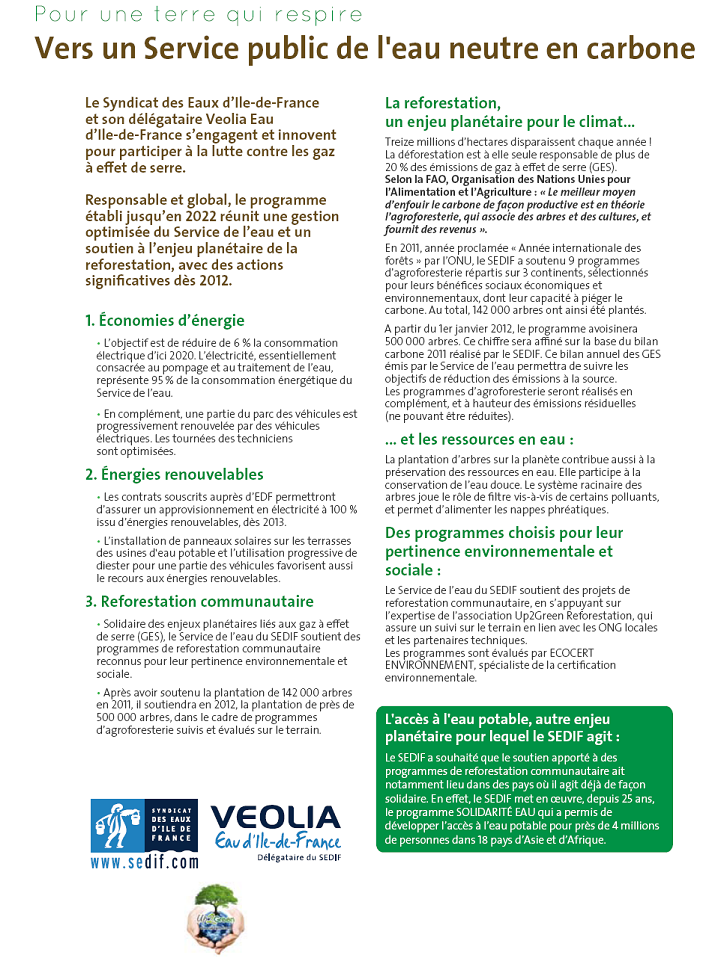 Pour une terre qui respire
Vers un Service public de l'eau neutre en carbone
Le Syndicat des Eaux d'Ile-de-France
et son délégataire Veolia Eau
d'Ile-de-France s'engagent et innovent
pour participer à la lutte contre les gaz
à effet de serre.
Responsable et global, le programme
établi jusqu'en 2022 réunit une gestion
optimisée du Service de l'eau et un
soutien à l'enjeu planétaire de la
reforestation, avec des actions
significatives dès 2012.
1. Économies d'énergie
• L'objectif est de réduire de 6 % la consommation
électrique d'ici 2020. L'électricité, essentiellement
consacrée au pompage et au traitement de l'eau,
représente 95 % de la consommation énergétique du
Service de l'eau.
• En complément, une partie du parc des véhicules est
progressivement renouvelée par des véhicules
électriques. Les tournées des techniciens
sont optimisées.
2. Énergies renouvelables
• Les contrats souscrits auprès d'EDF permettront
d'assurer un approvisionnement en électricité à 100 %
issu d'énergies renouvelables, dès 2013.
• L'installation de panneaux solaires sur les terrasses
des usines d'eau potable et l'utilisation progressive de
diester pour une partie des véhicules favorisent aussi
le recours aux énergies renouvelables.
3. Reforestation communautaire
• Solidaire des enjeux planétaires liés aux gaz à effet
de serre (GES), le Service de l'eau du SEDIF soutient des
programmes de reforestation communautaire
reconnus pour leur pertinence environnementale et
sociale.
• Après avoir soutenu la plantation de 142 000 arbres
en 2011, il soutiendra en 2012, la plantation de près de
500 000 arbres, dans le cadre de programmes
d'agroforesterie suivis et évalués sur le terrain.
SYNDICAT
DES EAUX
D'ILE DE
FRANCE
www.sedif.com
VEOLIA
Eau d'Ile-de-France
Délégataire du SEDIF
Up2Green
La reforestation,
un enjeu planétaire pour le climat...
Treize millions d'hectares disparaissent chaque année !
La déforestation est à elle seule responsable de plus de
20 % des émissions de gaz à effet de serre (GES).
Selon la FAO, Organisation des Nations Unies pour
l'Alimentation et l'Agriculture : « Le meilleur moyen
d'enfouir le carbone de façon productive est en théorie
l'agroforesterie, qui associe des arbres et des cultures, et
fournit des revenus ».
En 2011, année proclamée « Année internationale des
forêts » par l'ONU, le SEDIF a soutenu 9 programmes
d'agroforesterie répartis sur 3 continents, sélectionnés
pour leurs bénéfices sociaux économiques et
environnementaux, dont leur capacité à piéger le
carbone. Au total, 142 000 arbres ont ainsi été plantés.
A partir du 1er janvier 2012, le programme avoisinera
500 000 arbres. Ce chiffre sera affiné sur la base du bilan
carbone 2011 réalisé par le SEDIF. Ce bilan annuel des GES
émis par le Service de l'eau permettra de suivre les
objectifs de réduction des émissions à la source.
Les programmes d'agroforesterie seront réalisés en
complément, et à hauteur des émissions résiduelles
(ne pouvant être réduites).
... et les ressources en eau :
La plantation d'arbres sur la planète contribue aussi à la
préservation des ressources en eau. Elle participe à la
conservation de l'eau douce. Le système racinaire des
arbres joue le rôle de filtre vis-à-vis de certains polluants,
et permet d'alimenter les nappes phréatiques.
Des programmes choisis pour leur
pertinence environnementale et
sociale :
Le Service de l'eau du SEDIF soutient des projets de
reforestation communautaire, en s'appuyant sur
l'expertise de l'association Up2Green Reforestation, qui
assure un suivi sur le terrain en lien avec les ONG locales
et les partenaires techniques.
Les programmes sont évalués par ECOCERT
ENVIRONNEMENT, spécialiste de la certification
environnementale.
L'accès à l'eau potable, autre enjeu
planétaire pour lequel le SEDIF agit :
Le SEDIF a souhaité que le soutien apporté à des
programmes de reforestation communautaire ait
notamment lieu dans des pays où il agit déjà de façon
solidaire. En effet, le SEDIF met en œuvre, depuis 25 ans,
le programme SOLIDARITÉ EAU qui a permis de
développer l'accès à l'eau potable pour près de 4 millions
de personnes dans 18 pays d'Asie et d'Afrique.